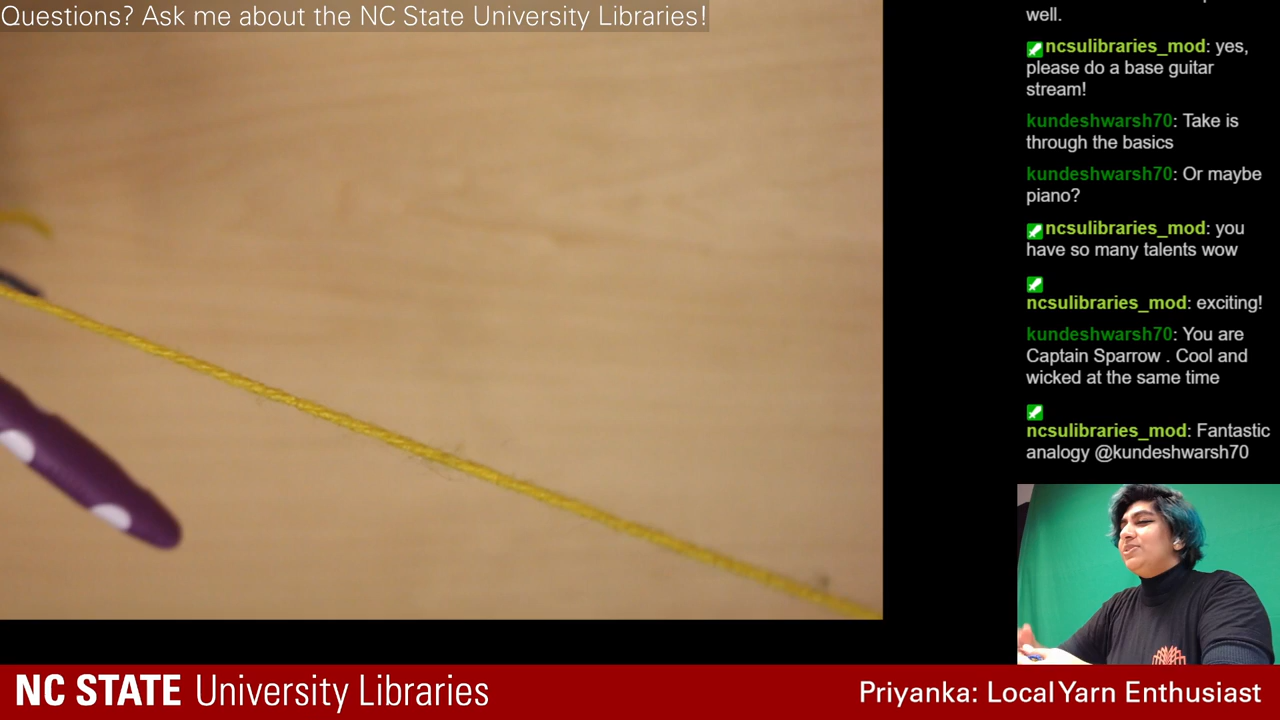 Questions? Ask me about the NC State University Libraries!
well.
ncsulibraries_mod: yes,
please do a base guitar
stream!
kundeshwarsh70: Take is
through the basics
kundeshwarsh70: Or maybe
piano?
ncsulibraries_mod: you
have so many talents wow
ncsulibraries_mod: exciting!
kundeshwarsh70: You are
Captain Sparrow . Cool and
wicked at the same time
ncsulibraries_mod: Fantastic
analogy @kundeshwarsh70
NC STATE University Libraries
Priyanka: Local Yarn Enthusiast